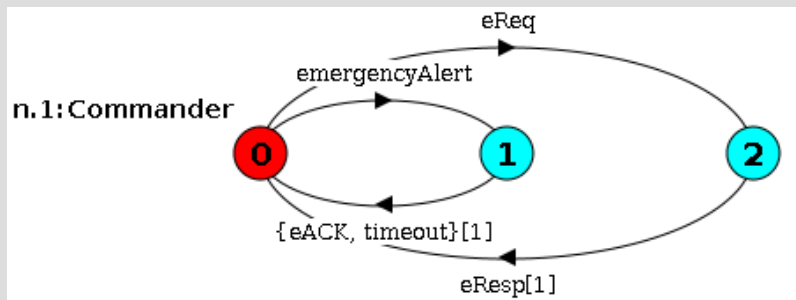 eReq
emergencyAlert
n.1:Commander
0
1
2
{eACK, timeout}[1]
eResp[1]